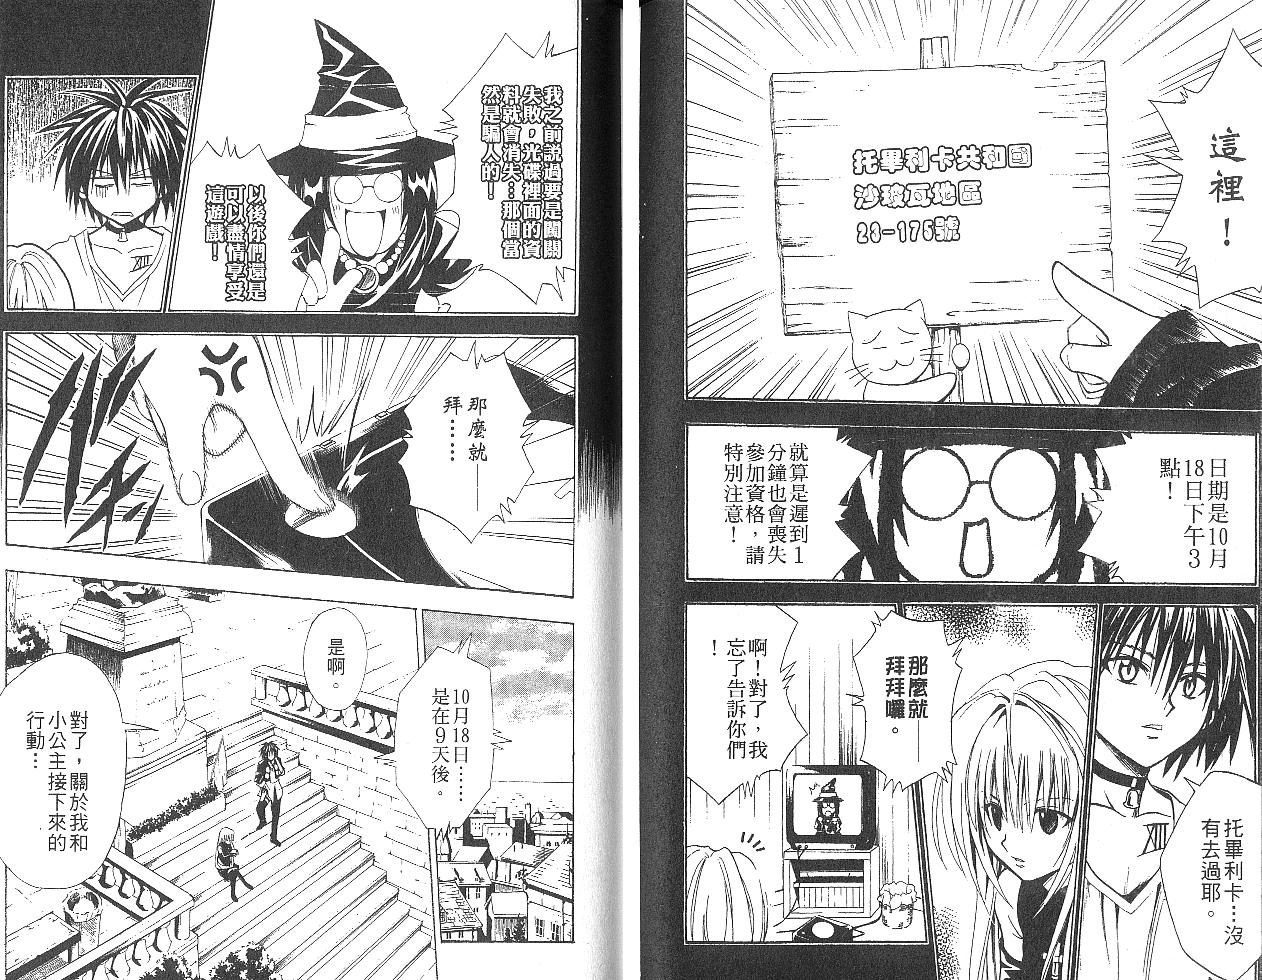 這裡！
托畢利卡共和國
沙玻瓦地區
23-175號
日期是10月
18日下午3
點！
就算是遲到1
分鐘也會喪失
參加資格，請
特別注意！
托畢利卡…沒
有去過耶。
那麼就
拜拜囉。
啊！對了，我
忘了告訴你們
！
我之前說過要是闖關
失敗，光碟裡面的資
料就會消失…那個當
然是騙人的！
以後你們還是
可以盡情享受
這遊戲！
XIII
那麼就——
拜……
10月18日……
是在9天後。
是啊。
對了，關於我和
小公主接下來的
行動…